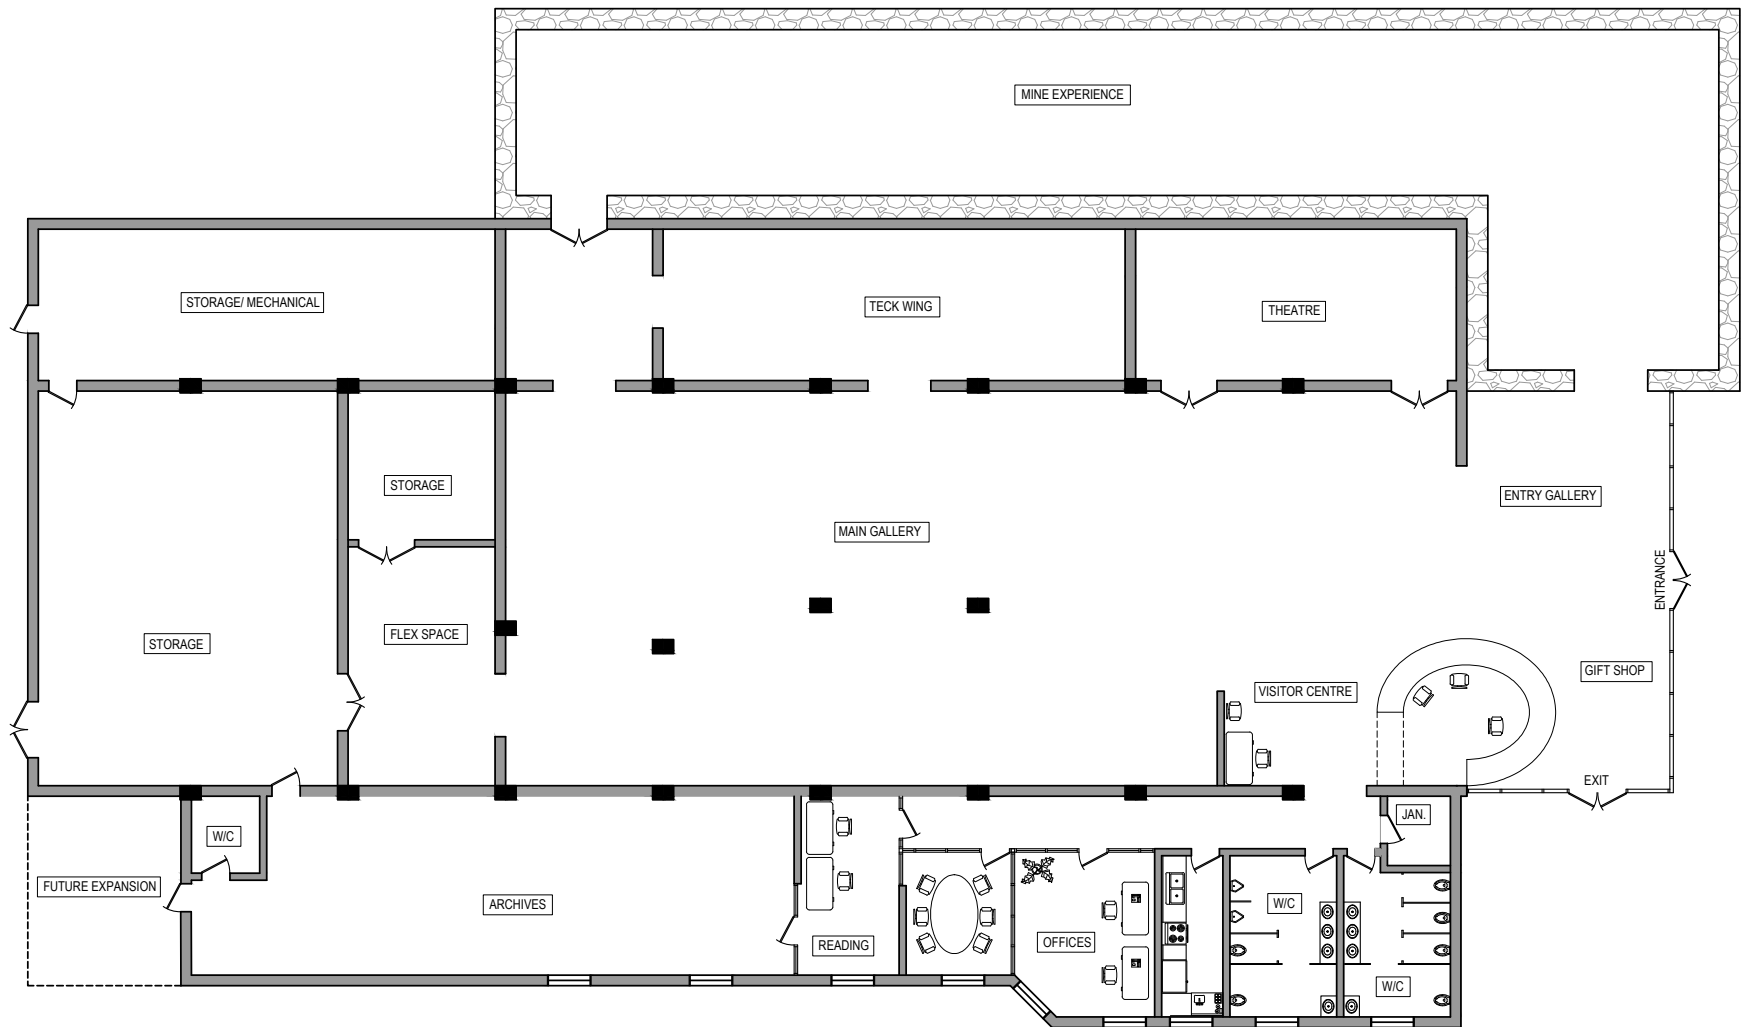 MINE EXPERIENCE
STORAGE/ MECHANICAL
TECK WING
THEATRE
STORAGE
ENTRY GALLERY
MAIN GALLERY
ENTRANCE
STORAGE
FLEX SPACE
GIFT SHOP
VISITOR CENTRE
EXIT
W/C
JAN.
FUTURE EXPANSION
ARCHIVES
W/C
READING
OFFICES
W/C